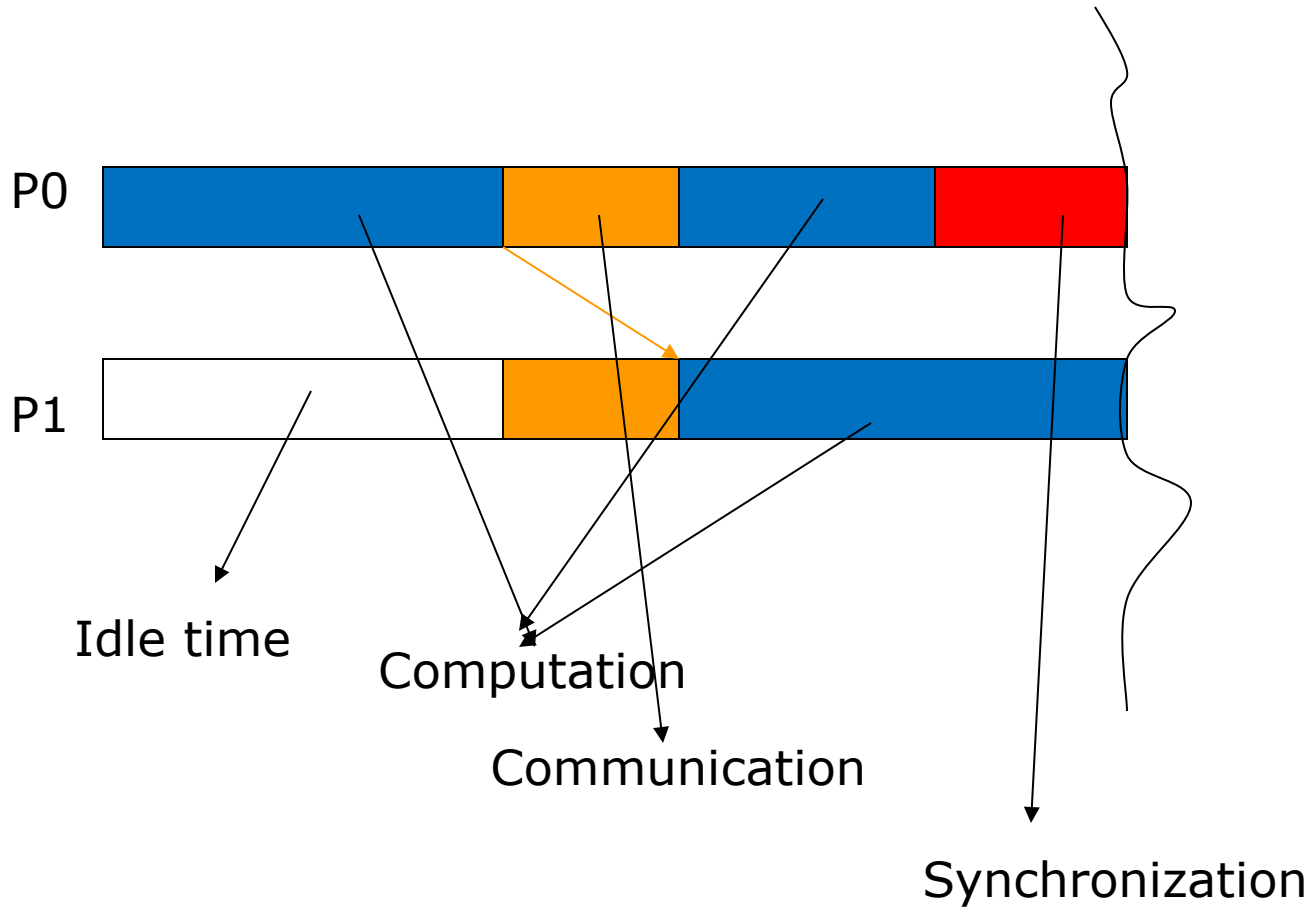 P0
P1
Idle time
Computation
Communication
Synchronization